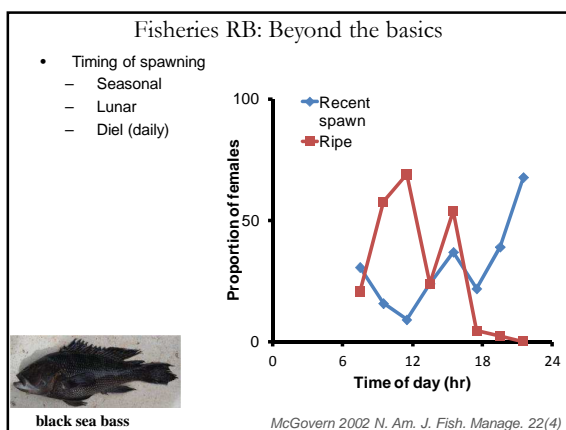 Fisheries RB: Beyond the basics
• Timing of spawning
– Seasonal
– Lunar
– Diel (daily)
Recent
spawn
Ripe
Proportion of females
100
50
0
0 6 12 18 24
Time of day (hr)
black sea bass
McGovern 2002 N. Am. J. Fish. Manage. 22(4)